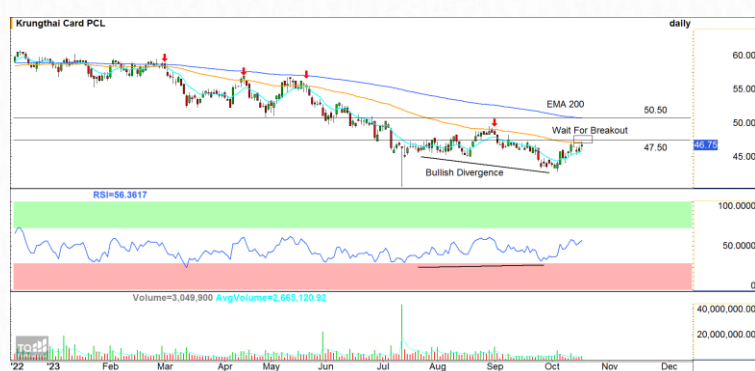 Krungthai Card PCL daily
60.00
55.00
EMA 200
50.50
50.00
Wait For Breakout
47.50
46.75
45.00
Bullish Divergence
RSI=56.3617
100.0000
50.0000
0
Volume=3,049,900 AvgVolume=2,665,120.92
40,000,000.00
20,000,000.00
'22 '23 Feb Mar Apr May Jun Jul Aug Sep Oct Nov Dec